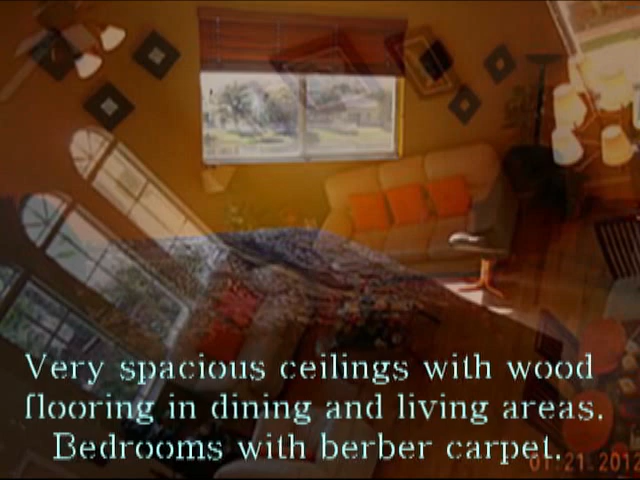 Very spacious ceilings with wood
flooring in dining and living areas.
Bedrooms with berber carpet.
01.21.2012